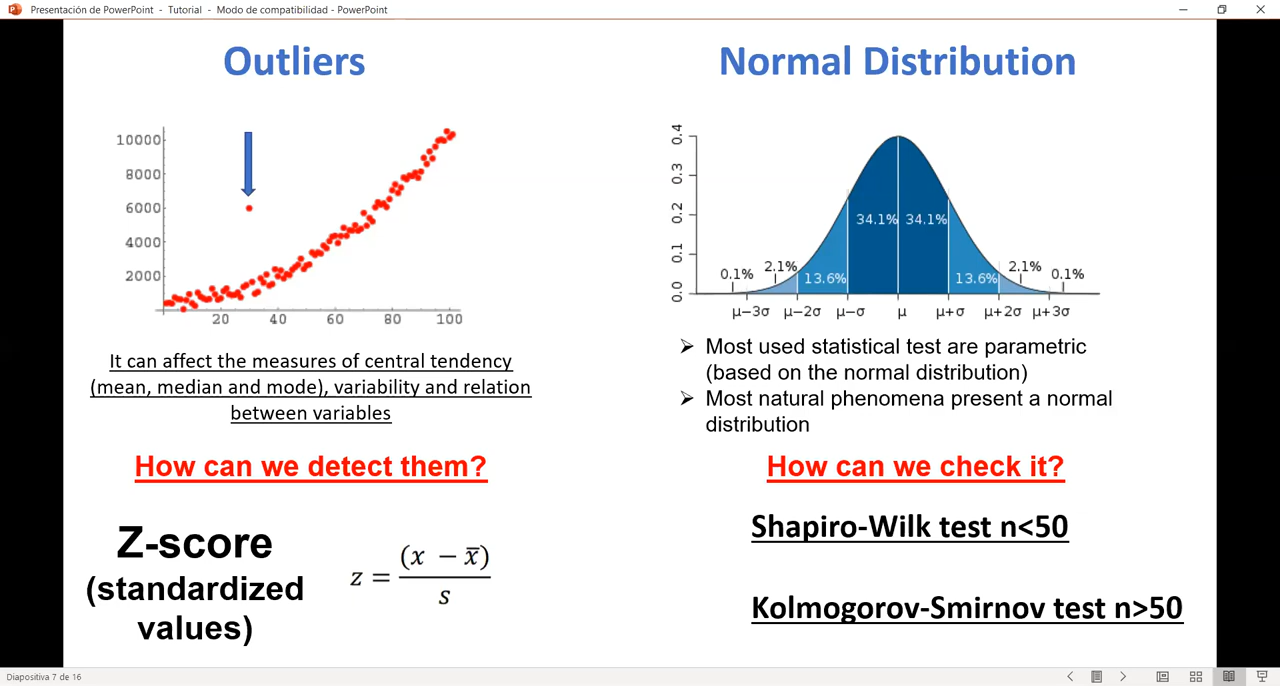 Presentación de PowerPoint - Tutorial - Modo de compatibilidad - PowerPoint
Outliers
10000
8000
6000
4000
2000
20 40 60 80 100
It can affect the measures of central tendency
(mean, median and mode), variability and relation
between variables
How can we detect them?
Z-score
(standardized
values)
z = (x − x̄) / s
Normal Distribution
0.4
0.3
0.2
0.1
0.0
34.1% 34.1%
0.1% 2.1% 13.6% 13.6% 2.1% 0.1%
μ−3σ μ−2σ μ−σ μ μ+σ μ+2σ μ+3σ
➢ Most used statistical test are parametric
(based on the normal distribution)
➢ Most natural phenomena present a normal
distribution
How can we check it?
Shapiro-Wilk test n<50
Kolmogorov-Smirnov test n>50
Diapositiva 7 de 16